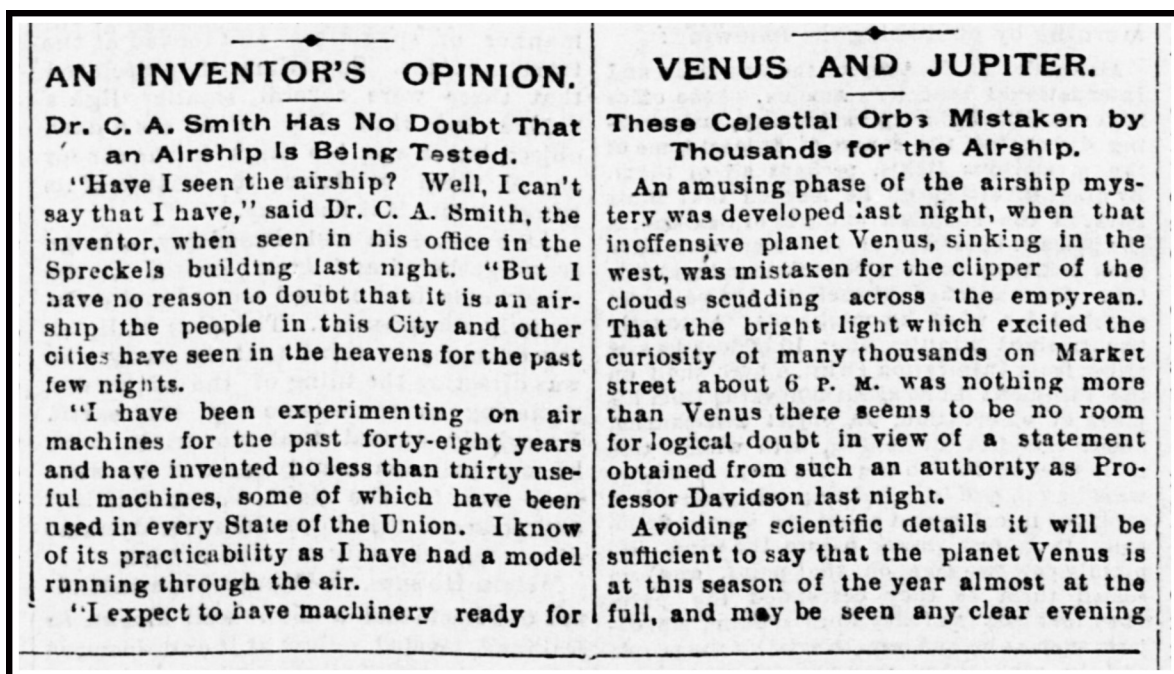 AN INVENTOR'S OPINION.
Dr. C. A. Smith Has No Doubt That
an Airship Is Being Tested.
"Have I seen the airship? Well, I can't
say that I have," said Dr. C. A. Smith, the
inventor, when seen in his office in the
Spreckels building last night. "But I
have no reason to doubt that it is an air-
ship the people in this City and other
cities have seen in the heavens for the past
few nights.
"I have been experimenting on air
machines for the past forty-eight years
and have invented no less than thirty use-
ful machines, some of which have been
used in every State of the Union. I know
of its practicability as I have had a model
running through the air.
"I expect to have machinery ready for
VENUS AND JUPITER.
These Celestial Orbs Mistaken by
Thousands for the Airship.
An amusing phase of the airship mys-
tery was developed last night, when that
inoffensive planet Venus, sinking in the
west, was mistaken for the clipper of the
clouds scudding across the empyrean.
That the bright light which excited the
curiosity of many thousands on Market
street about 6 P. M. was nothing more
than Venus there seems to be no room
for logical doubt in view of a statement
obtained from such an authority as Pro-
fessor Davidson last night.
Avoiding scientific details it will be
sufficient to say that the planet Venus is
at this season of the year almost at the
full, and may be seen any clear evening